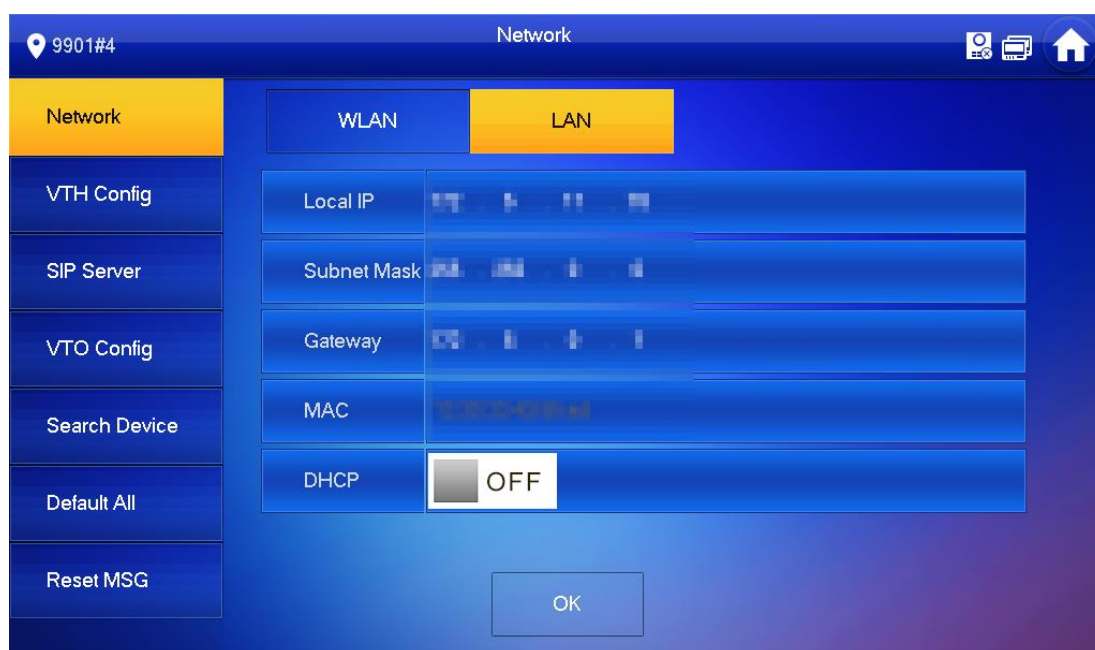 9901#4
Network
Network
WLAN
LAN
VTH Config
Local IP
SIP Server
Subnet Mask
VTO Config
Gateway
MAC
Search Device
DHCP
OFF
Default All
Reset MSG
OK